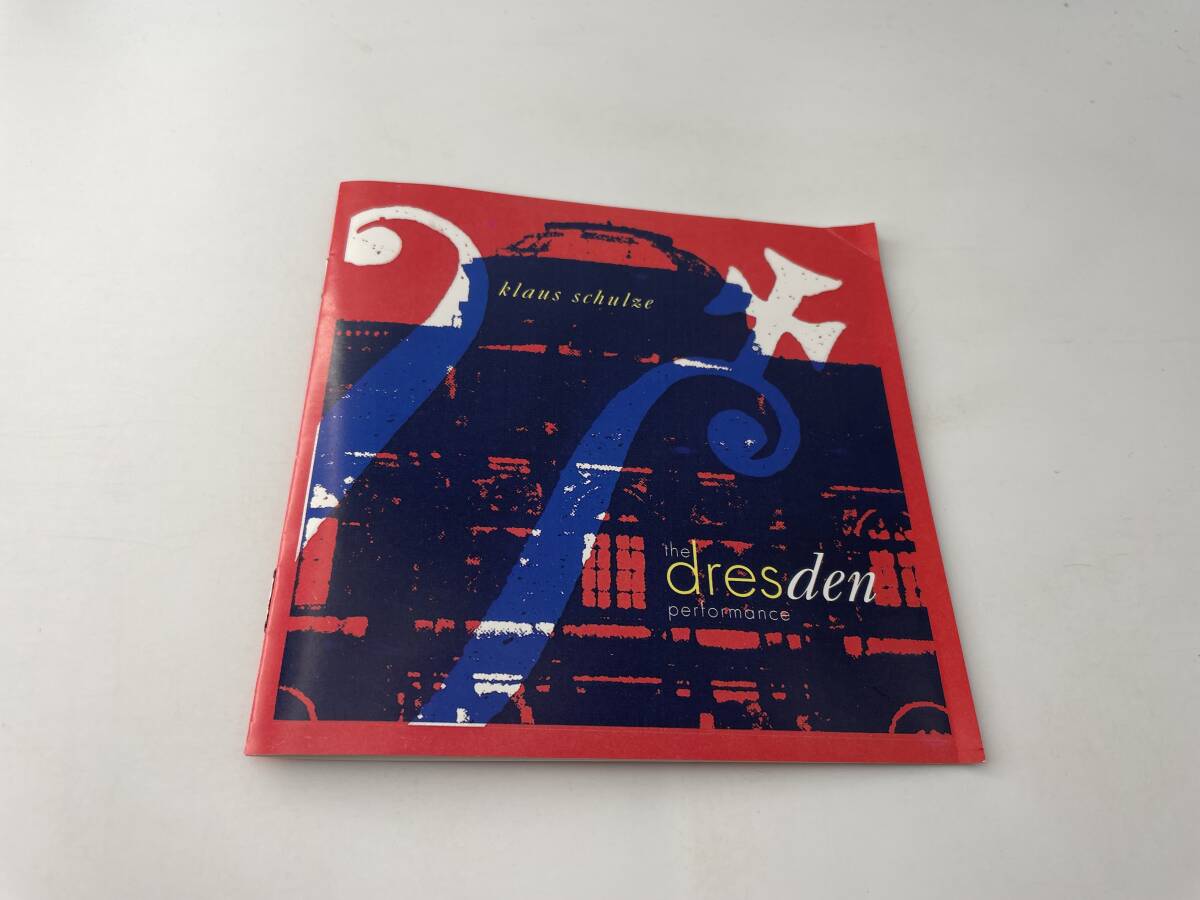 klaus schulze
the
dresden
performance